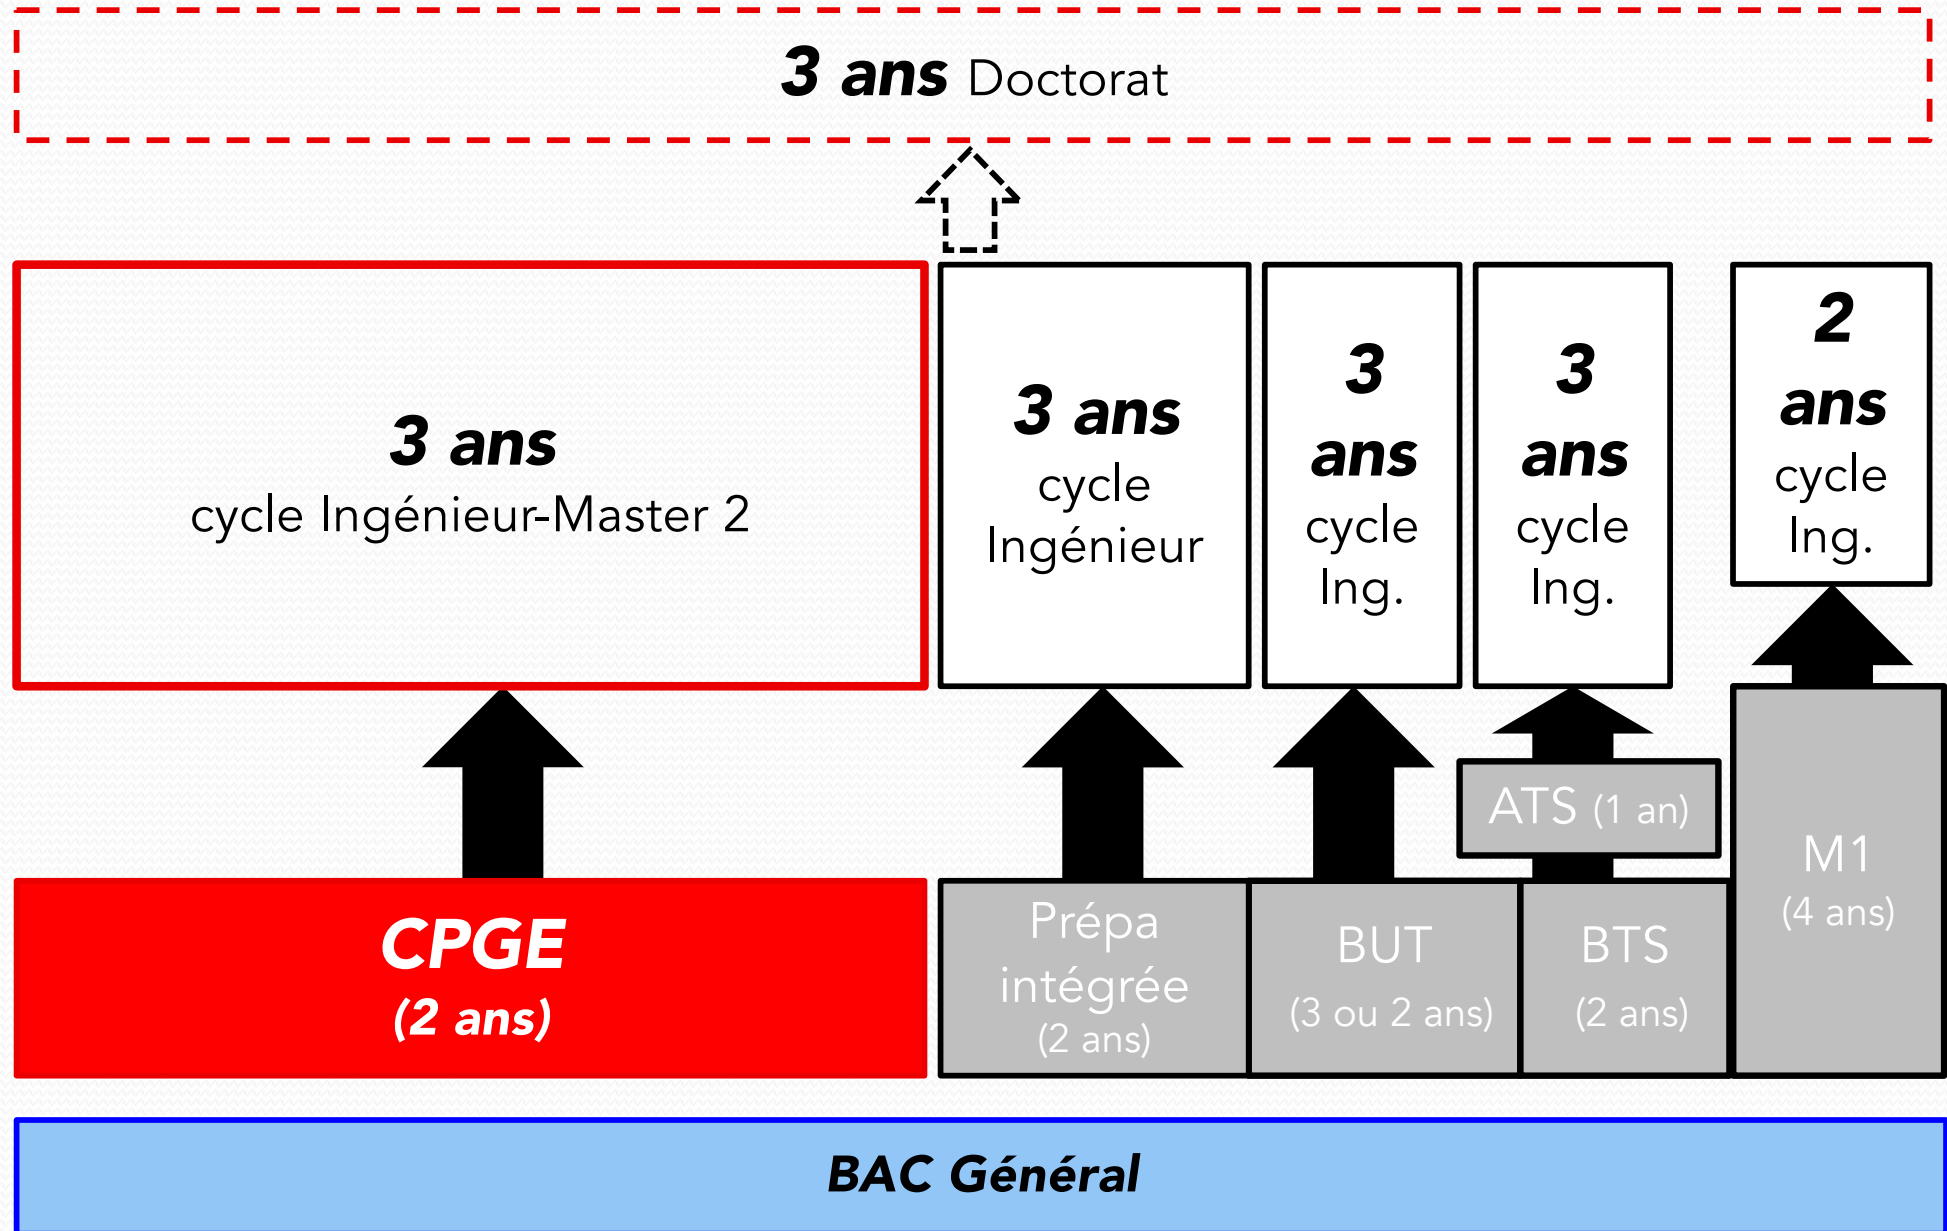 3 ans Doctorat
3 ans
cycle Ingénieur-Master 2
3 ans
cycle
Ingénieur
3
ans
cycle
Ing.
3
ans
cycle
Ing.
2
ans
cycle
Ing.
ATS (1 an)
CPGE
(2 ans)
Prépa
intégrée
(2 ans)
BUT
(3 ou 2 ans)
BTS
(2 ans)
M1
(4 ans)
BAC Général